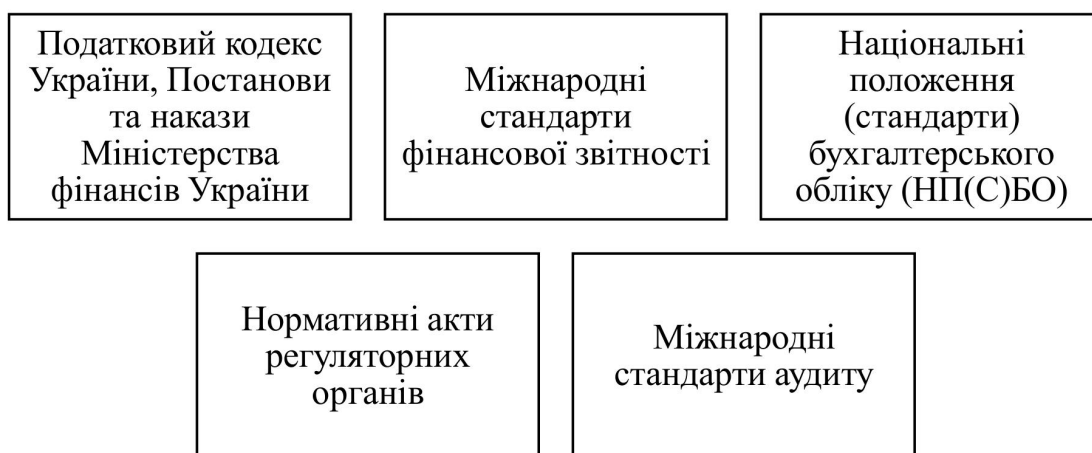 Податковий кодекс
України, Постанови
та накази
Міністерства
фінансів України
Міжнародні
стандарти
фінансової звітності
Національні
положення
(стандарти)
бухгалтерського
обліку (НП(С)БО)
Нормативні акти
регуляторних
органів
Міжнародні
стандарти аудиту